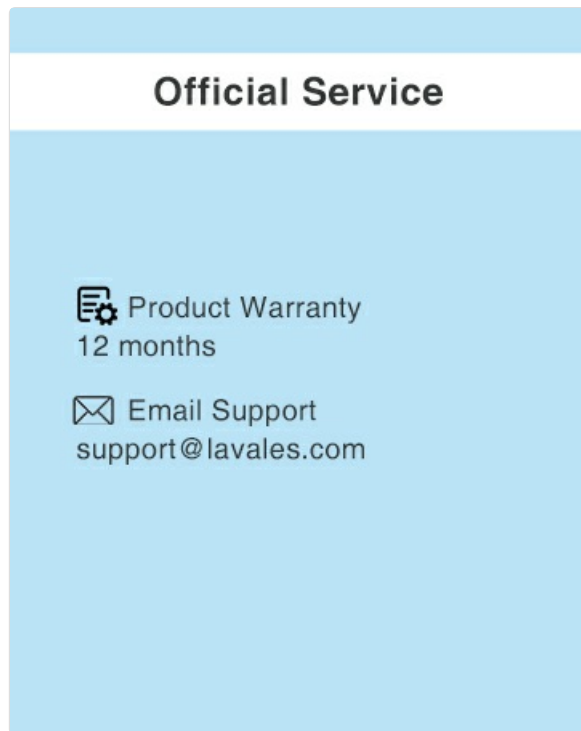 Official Service
Product Warranty
12 months
Email Support
support@lavales.com